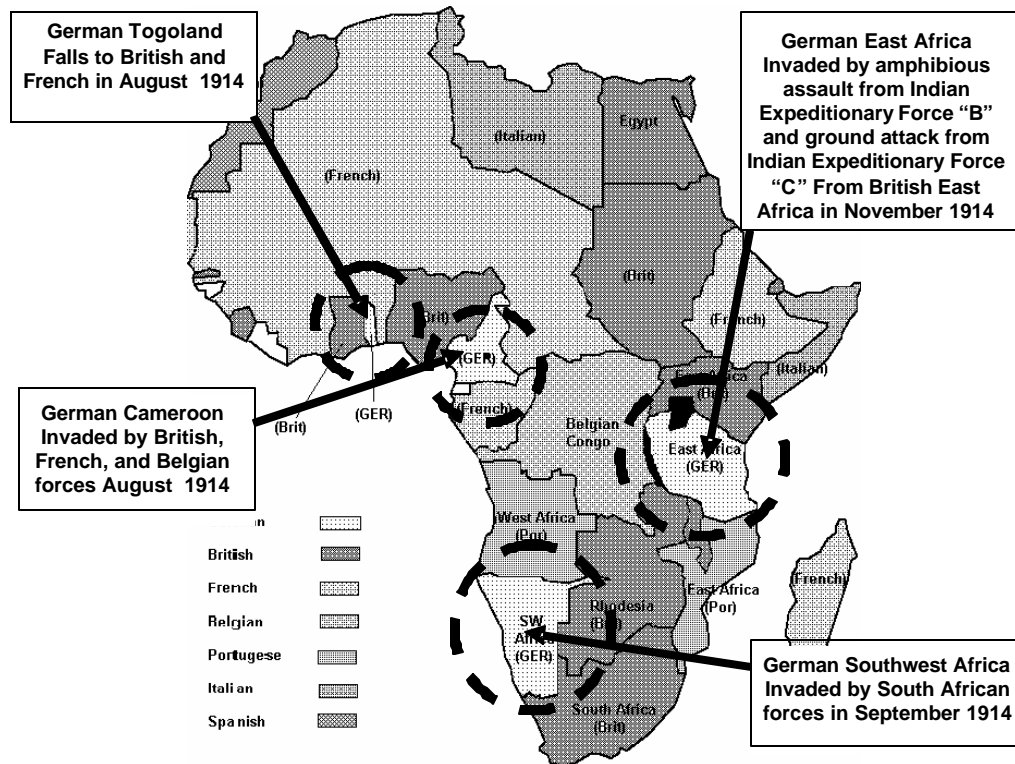 German Togoland
Falls to British and
French in August 1914
German East Africa
Invaded by amphibious
assault from Indian
Expeditionary Force “B”
and ground attack from
Indian Expeditionary Force
“C” From British East
Africa in November 1914
Egypt
(Italian)
(French)
(Brit)
(French)
(Italian)
(GER)
(French)
(Brit)
(GER)
German Cameroon
Invaded by British,
French, and Belgian
forces August 1914
Belgian
Congo
East Africa
(GER)
West Africa
(Por)
British
French
Belgian
Portugese
Italian
Spanish
(French)
East Africa
(Por)
Rhodesia
SW
(GER)
South Africa
(Brit)
German Southwest Africa
Invaded by South African
forces in September 1914